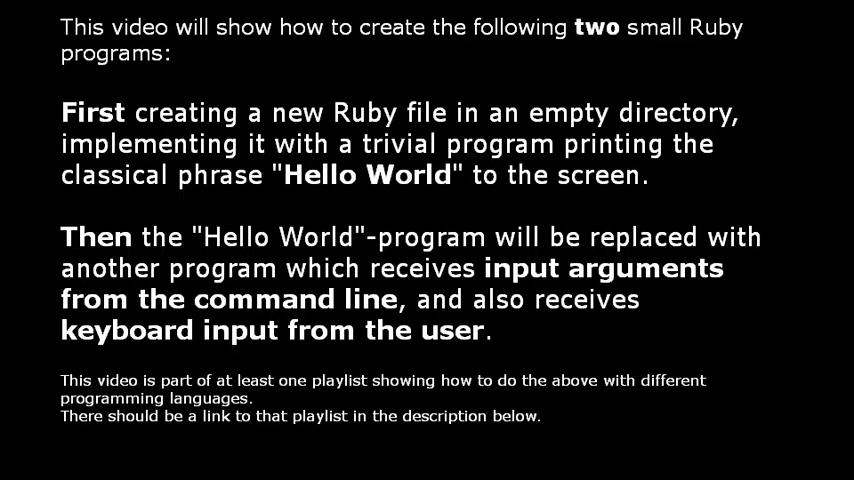 This video will show how to create the following two small Ruby
programs:
First creating a new Ruby file in an empty directory,
implementing it with a trivial program printing the
classical phrase "Hello World" to the screen.
Then the "Hello World"-program will be replaced with
another program which receives input arguments
from the command line, and also receives
keyboard input from the user.
This video is part of at least one playlist showing how to do the above with different
programming languages.
There should be a link to that playlist in the description below.